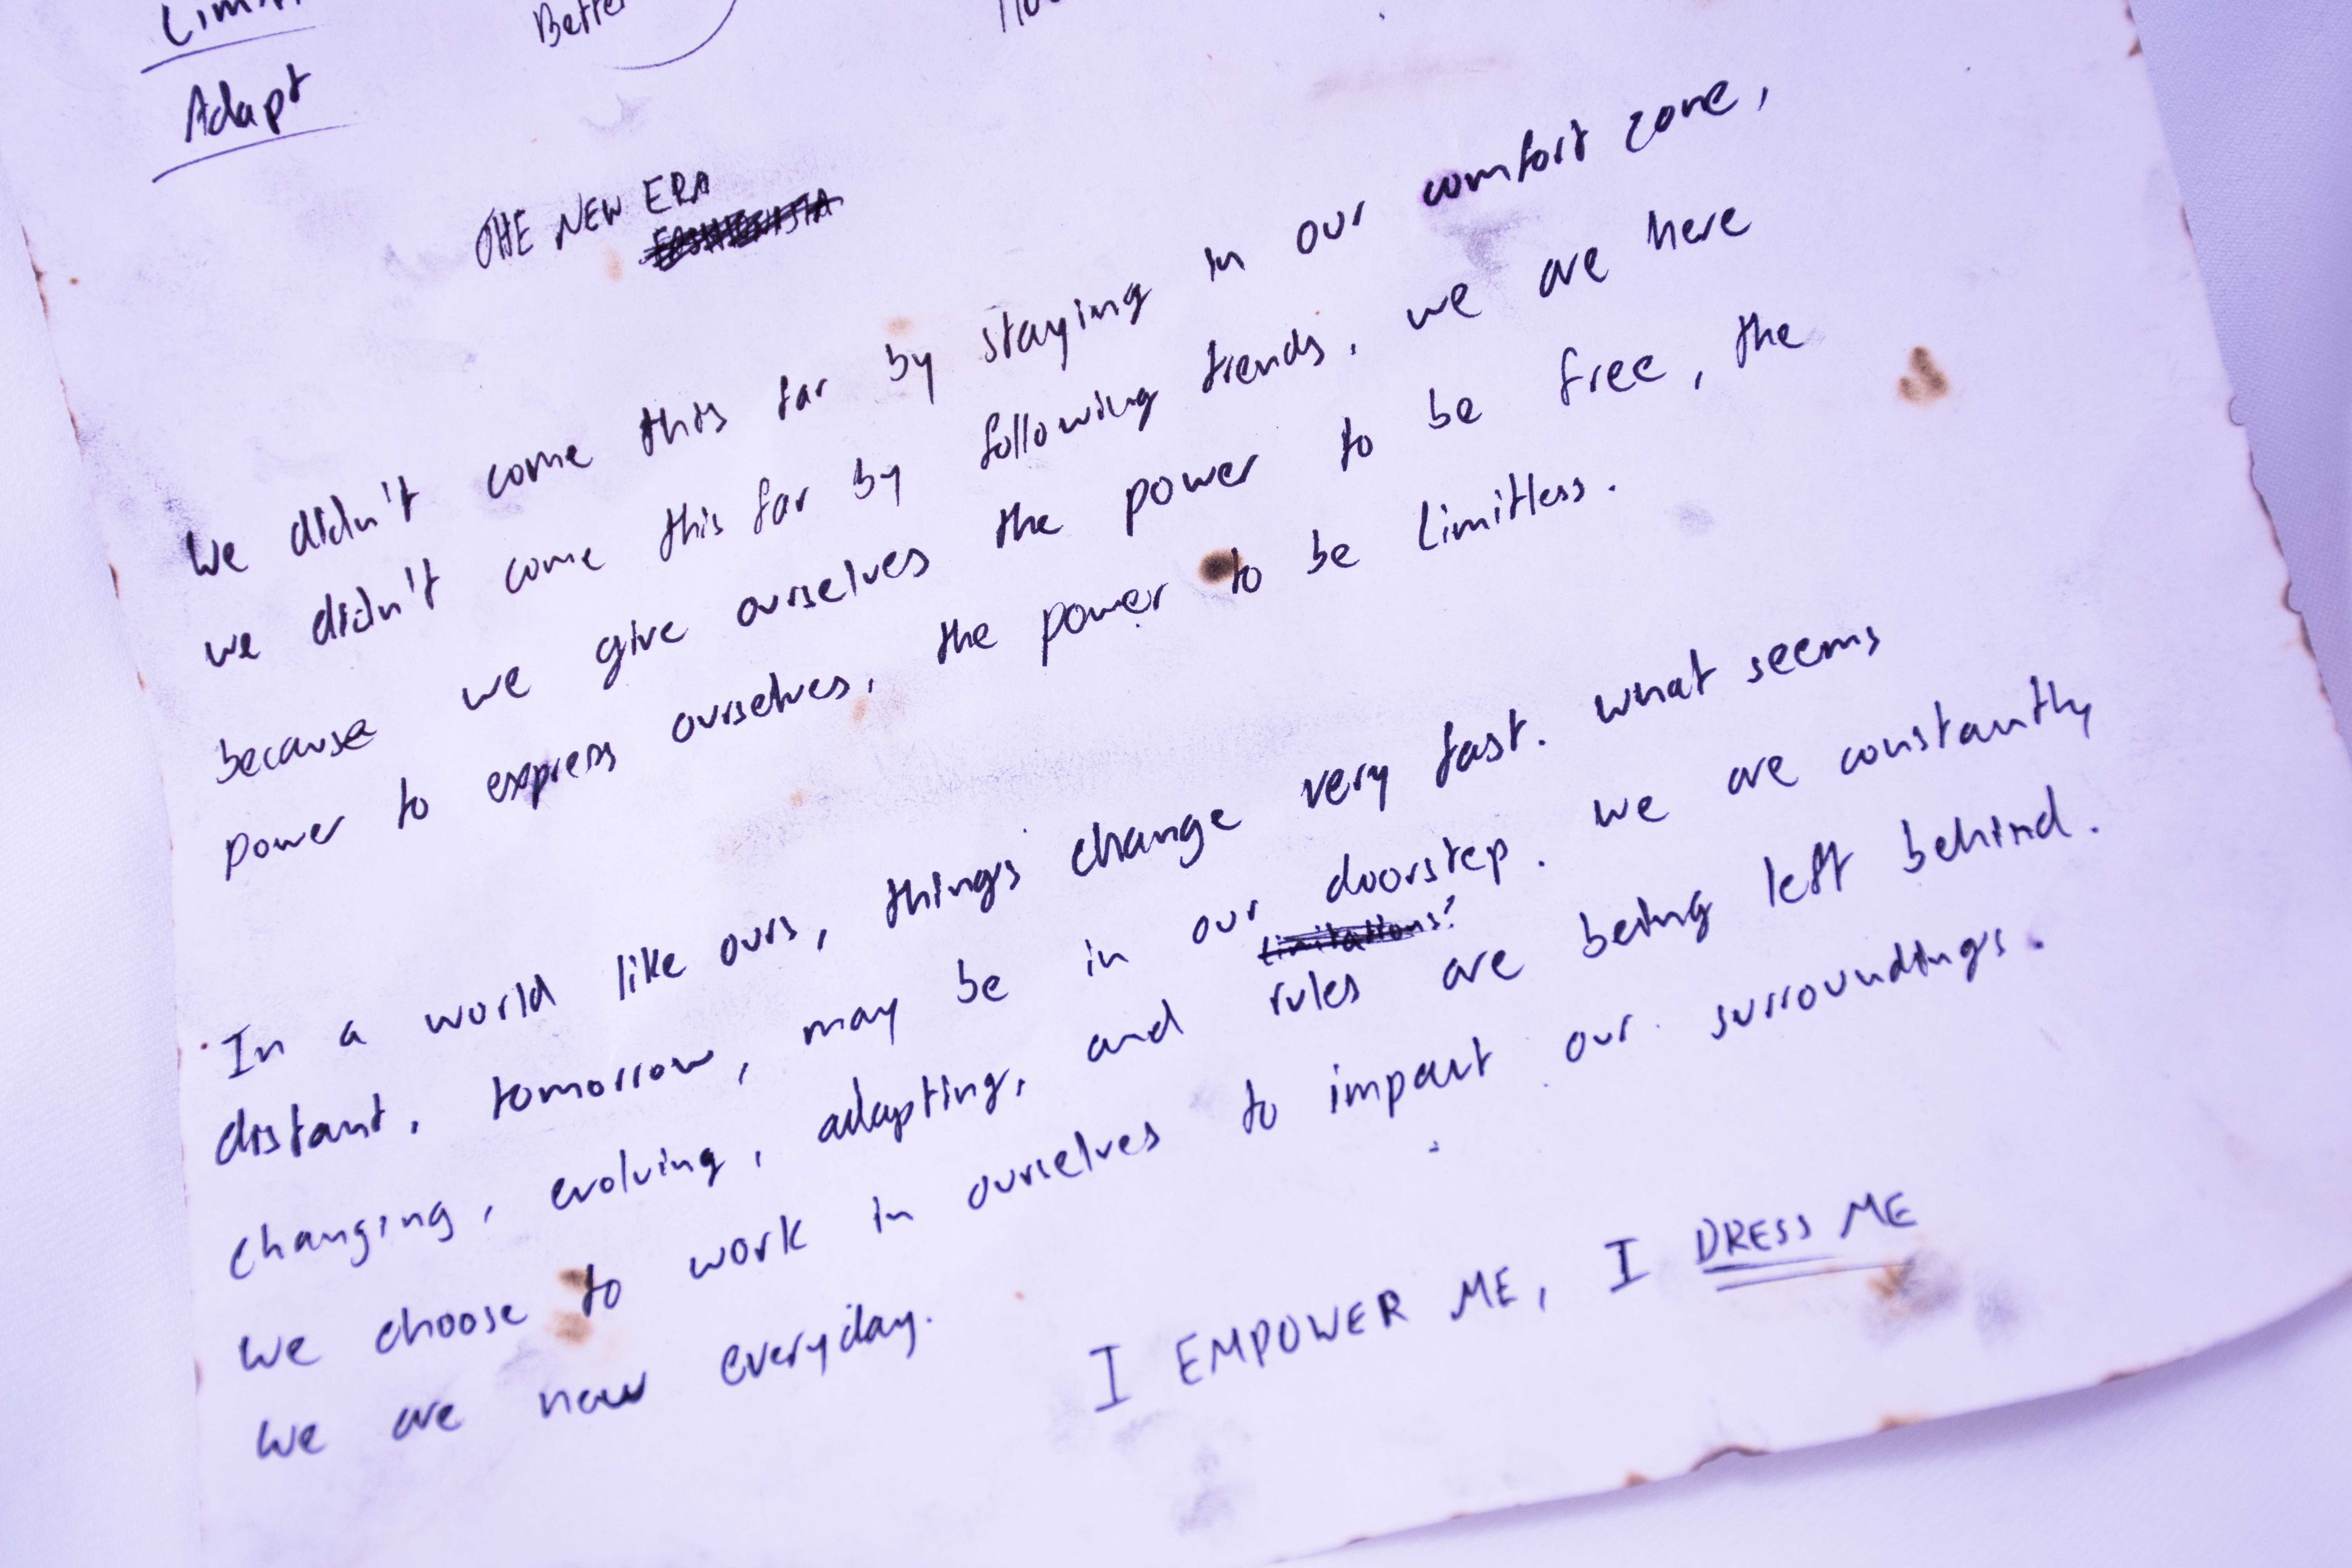 Adapt
THE NEW ERA
We didn't come this far by staying in our comfort zone,
we didn't come this far by following trends, we are here
because we give ourselves the power to be free, the
power to express ourselves, the power to be limitless.
In a world like ours, things change very fast. what seems
distant, tomorrow, may be in our doorstep. we are constantly
limitations?
changing, evolving, adapting, and rules are being left behind.
We choose to work in ourselves to impact our surroundings.
We are new everyday.
I EMPOWER ME, I DRESS ME